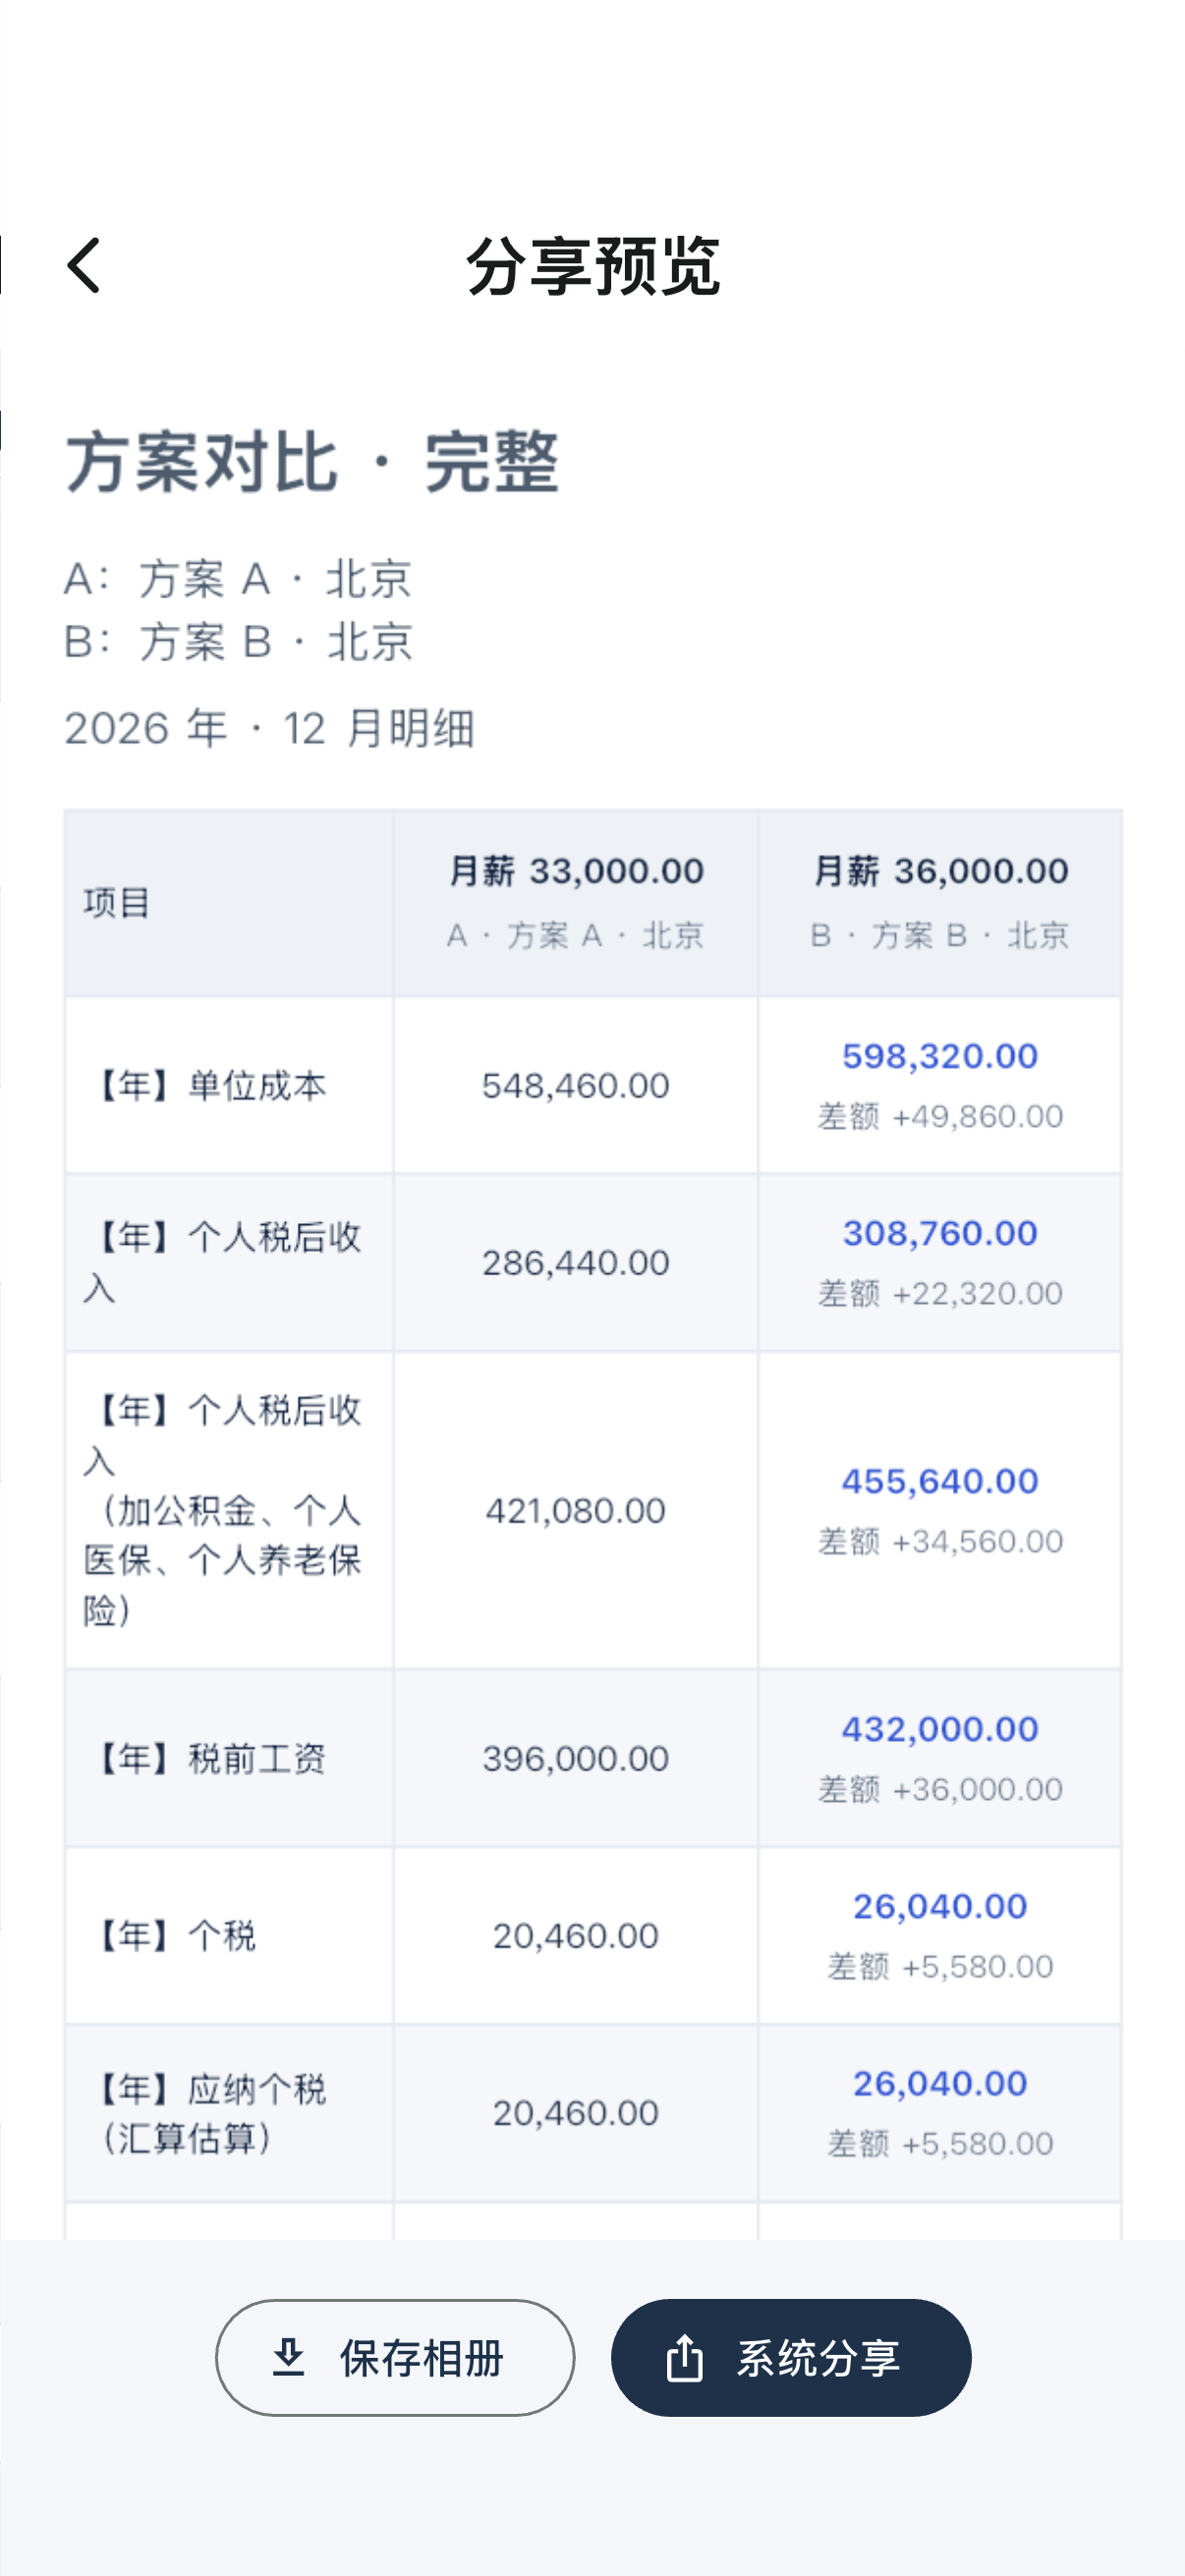 分享预览
方案对比 · 完整
A：方案 A · 北京
B：方案 B · 北京
2026 年 · 12 月明细
项目
月薪 33,000.00
A · 方案 A · 北京
月薪 36,000.00
B · 方案 B · 北京
【年】单位成本
548,460.00
598,320.00
差额 +49,860.00
【年】个人税后收
入
286,440.00
308,760.00
差额 +22,320.00
【年】个人税后收
入
（加公积金、个人
医保、个人养老保
险）
421,080.00
455,640.00
差额 +34,560.00
【年】税前工资
396,000.00
432,000.00
差额 +36,000.00
【年】个税
20,460.00
26,040.00
差额 +5,580.00
【年】应纳个税
（汇算估算）
20,460.00
26,040.00
差额 +5,580.00
保存相册
系统分享